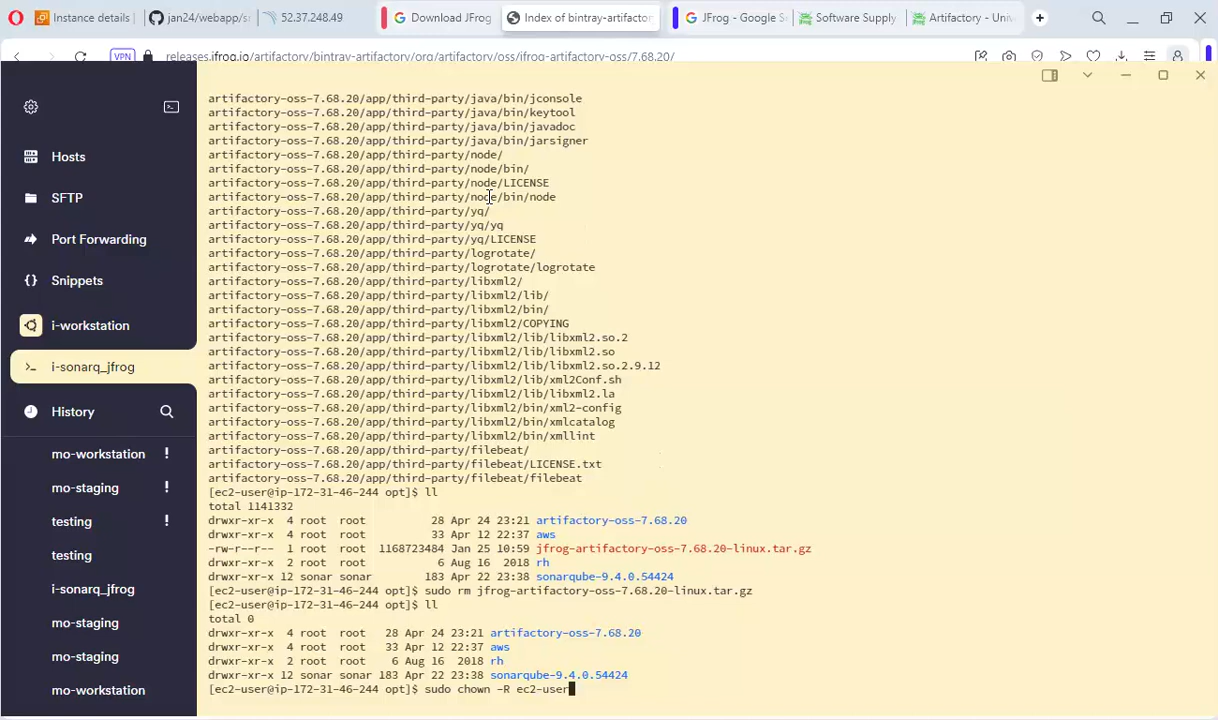 Instance details
jan24/webapp/s
52.37.248.49
Download JFrog
Index of bintray-artifactor
JFrog - Google S
Software Supply
Artifactory - Univ
VPN
releases.jfrog.io/artifactory/bintray-artifactory/org/artifactory/oss/jfrog-artifactory-oss/7.68.20/
Hosts
SFTP
Port Forwarding
Snippets
i-workstation
i-sonarq_jfrog
History
mo-workstation !
mo-staging !
testing !
testing
i-sonarq_jfrog
mo-staging
mo-staging
mo-workstation
artifactory-oss-7.68.20/app/third-party/java/bin/jconsole
artifactory-oss-7.68.20/app/third-party/java/bin/keytool
artifactory-oss-7.68.20/app/third-party/java/bin/javadoc
artifactory-oss-7.68.20/app/third-party/java/bin/jarsigner
artifactory-oss-7.68.20/app/third-party/node/
artifactory-oss-7.68.20/app/third-party/node/bin/
artifactory-oss-7.68.20/app/third-party/node/LICENSE
artifactory-oss-7.68.20/app/third-party/node/bin/node
artifactory-oss-7.68.20/app/third-party/yq/
artifactory-oss-7.68.20/app/third-party/yq/yq
artifactory-oss-7.68.20/app/third-party/yq/LICENSE
artifactory-oss-7.68.20/app/third-party/logrotate/
artifactory-oss-7.68.20/app/third-party/logrotate/logrotate
artifactory-oss-7.68.20/app/third-party/libxml2/
artifactory-oss-7.68.20/app/third-party/libxml2/lib/
artifactory-oss-7.68.20/app/third-party/libxml2/bin/
artifactory-oss-7.68.20/app/third-party/libxml2/COPYING
artifactory-oss-7.68.20/app/third-party/libxml2/lib/libxml2.so.2
artifactory-oss-7.68.20/app/third-party/libxml2/lib/libxml2.so
artifactory-oss-7.68.20/app/third-party/libxml2/lib/libxml2.so.2.9.12
artifactory-oss-7.68.20/app/third-party/libxml2/lib/xml2Conf.sh
artifactory-oss-7.68.20/app/third-party/libxml2/lib/libxml2.la
artifactory-oss-7.68.20/app/third-party/libxml2/bin/xml2-config
artifactory-oss-7.68.20/app/third-party/libxml2/bin/xmlcatalog
artifactory-oss-7.68.20/app/third-party/libxml2/bin/xmllint
artifactory-oss-7.68.20/app/third-party/filebeat/
artifactory-oss-7.68.20/app/third-party/filebeat/LICENSE.txt
artifactory-oss-7.68.20/app/third-party/filebeat/filebeat
[ec2-user@ip-172-31-46-244 opt]$ ll
total 1141332
drwxr-xr-x 4 root root 28 Apr 24 23:21 artifactory-oss-7.68.20
drwxr-xr-x 4 root root 33 Apr 12 22:37 aws
-rw-r--r-- 1 root root 1168723484 Jan 25 10:59 jfrog-artifactory-oss-7.68.20-linux.tar.gz
drwxr-xr-x 2 root root 6 Aug 16 2018 rh
drwxr-xr-x 12 sonar sonar 183 Apr 22 23:38 sonarqube-9.4.0.54424
[ec2-user@ip-172-31-46-244 opt]$ sudo rm jfrog-artifactory-oss-7.68.20-linux.tar.gz
[ec2-user@ip-172-31-46-244 opt]$ ll
total 0
drwxr-xr-x 4 root root 28 Apr 24 23:21 artifactory-oss-7.68.20
drwxr-xr-x 4 root root 33 Apr 12 22:37 aws
drwxr-xr-x 2 root root 6 Aug 16 2018 rh
drwxr-xr-x 12 sonar sonar 183 Apr 22 23:38 sonarqube-9.4.0.54424
[ec2-user@ip-172-31-46-244 opt]$ sudo chown -R ec2-user